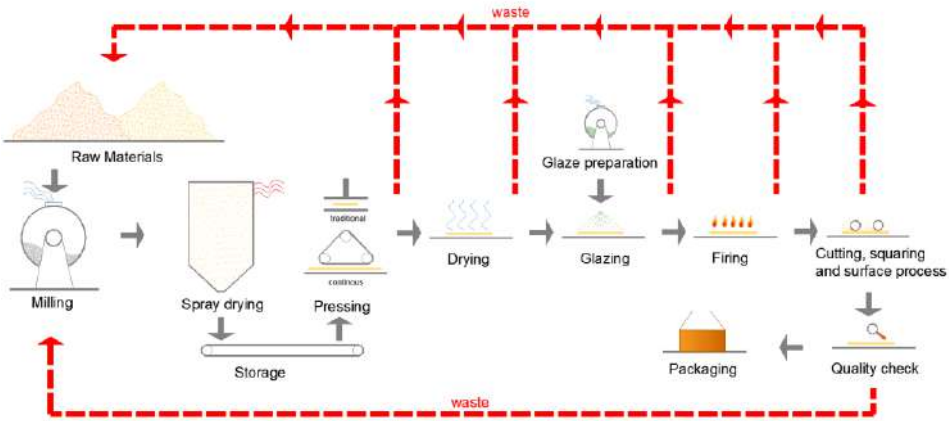 waste
Raw Materials
Glaze preparation
traditional
continous
Milling
Spray drying
Pressing
Drying
Glazing
Firing
Cutting, squaring
and surface process
Storage
Packaging
Quality check
waste